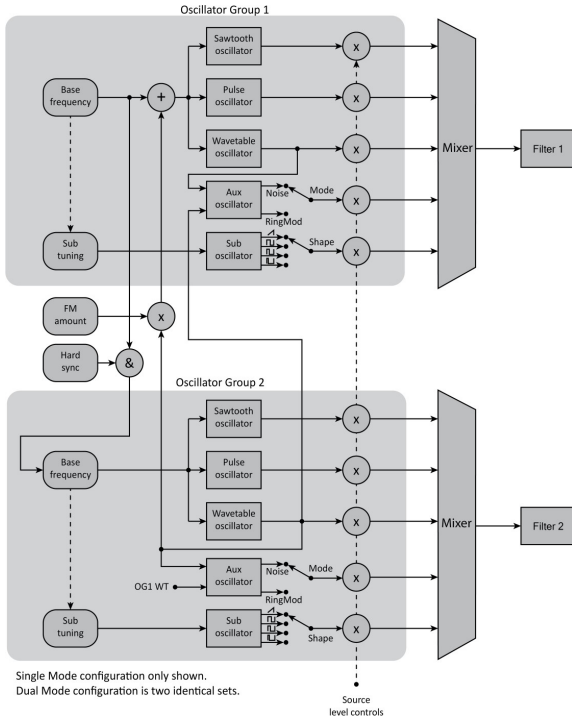 Oscillator Group 1
Sawtooth
oscillator
x
Base
frequency
+
Pulse
oscillator
x
Wavetable
oscillator
x
Mixer
Filter 1
Aux
oscillator
Noise
Mode
x
RingMod
Sub
tuning
Sub
oscillator
Shape
x
FM
amount
x
Hard
sync
&
Oscillator Group 2
Sawtooth
oscillator
x
Base
frequency
Pulse
oscillator
x
Wavetable
oscillator
x
Mixer
Filter 2
Aux
oscillator
Noise
Mode
x
OG1 WT
RingMod
Sub
tuning
Sub
oscillator
Shape
x
Single Mode configuration only shown.
Dual Mode configuration is two identical sets.
Source
level controls